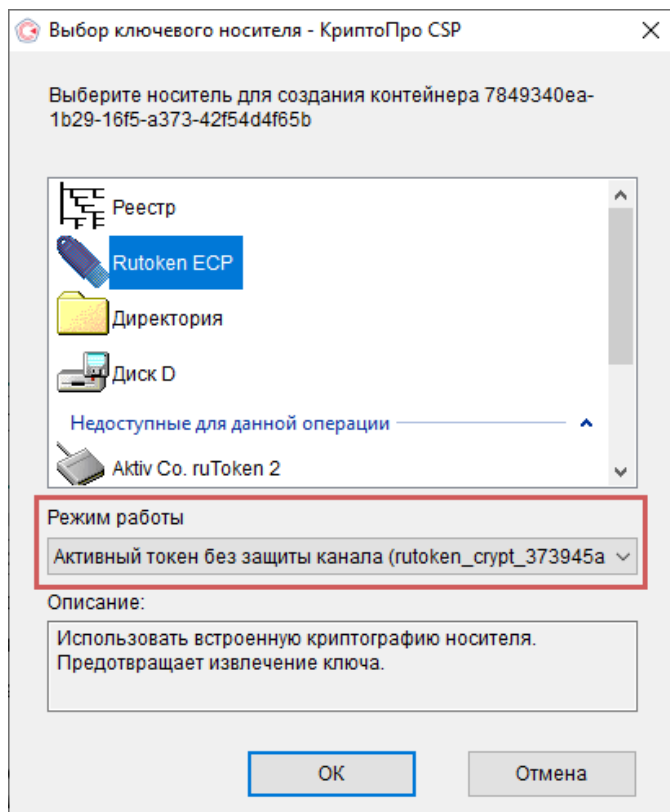 Выбор ключевого носителя - КриптоПро CSP
Выберите носитель для создания контейнера 7849340ea-
1b29-16f5-a373-42f54d4f65b
Реестр
Rutoken ECP
Директория
Диск D
Недоступные для данной операции
Aktiv Co. ruToken 2
Режим работы
Активный токен без защиты канала (rutoken_crypt_373945a
Описание:
Использовать встроенную криптографию носителя.
Предотвращает извлечение ключа.
ОК
Отмена